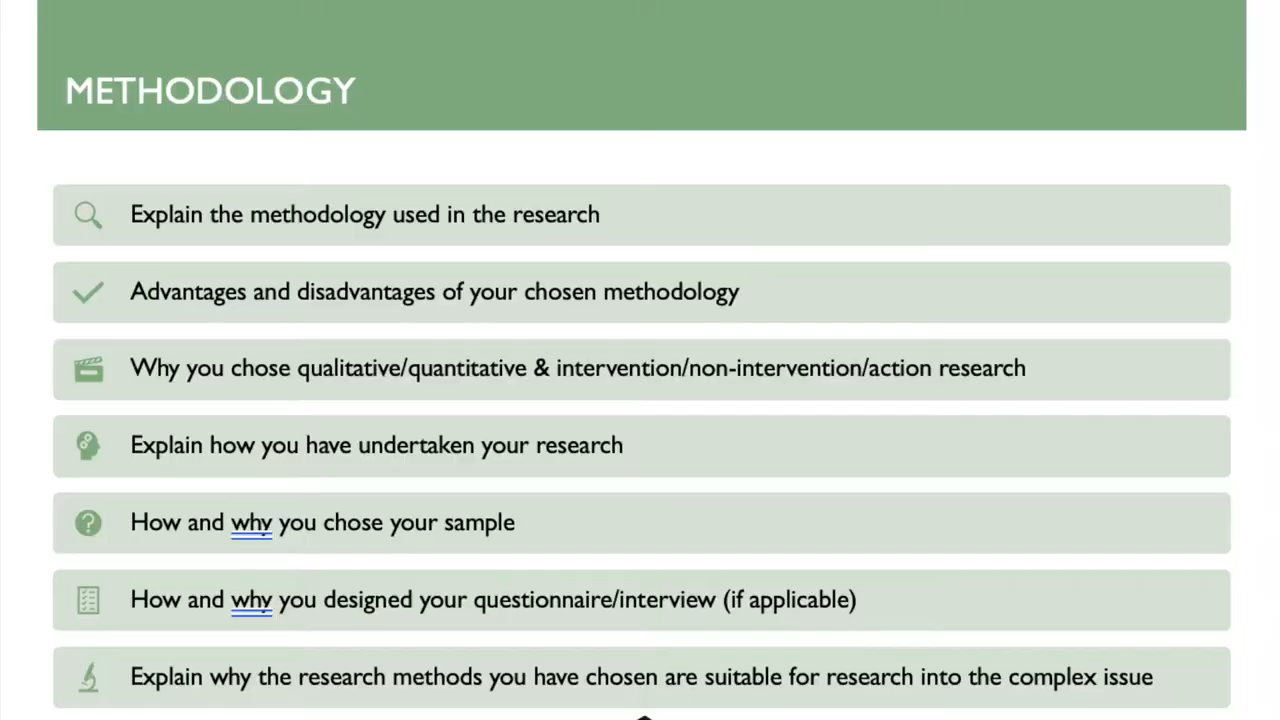 METHODOLOGY
Explain the methodology used in the research
Advantages and disadvantages of your chosen methodology
Why you chose qualitative/quantitative & intervention/non-intervention/action research
Explain how you have undertaken your research
How and why you chose your sample
How and why you designed your questionnaire/interview (if applicable)
Explain why the research methods you have chosen are suitable for research into the complex issue